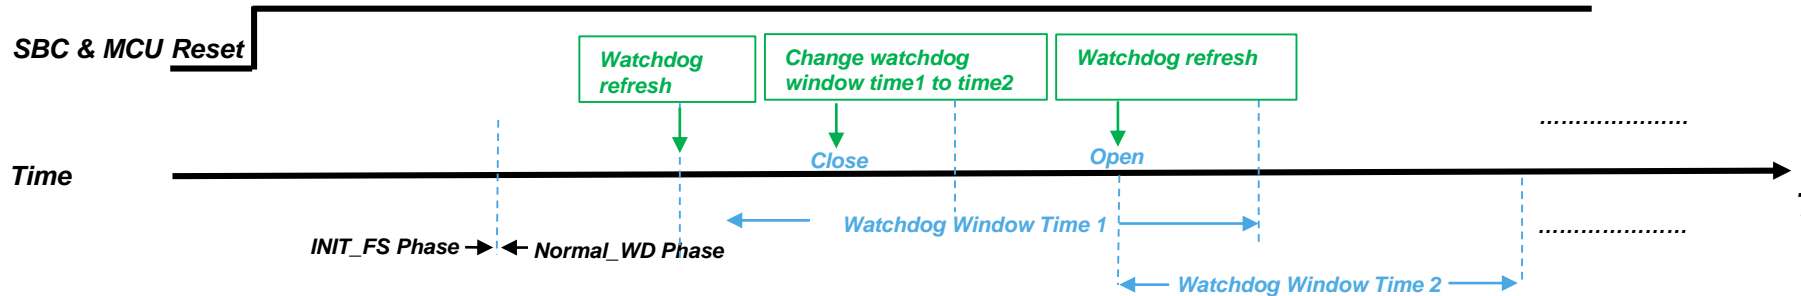 SBC & MCU Reset
Watchdog
refresh
Change watchdog
window time1 to time2
Watchdog refresh
.....................
Close
Open
Time
Watchdog Window Time 1
.....................
INIT_FS Phase
Normal_WD Phase
Watchdog Window Time 2